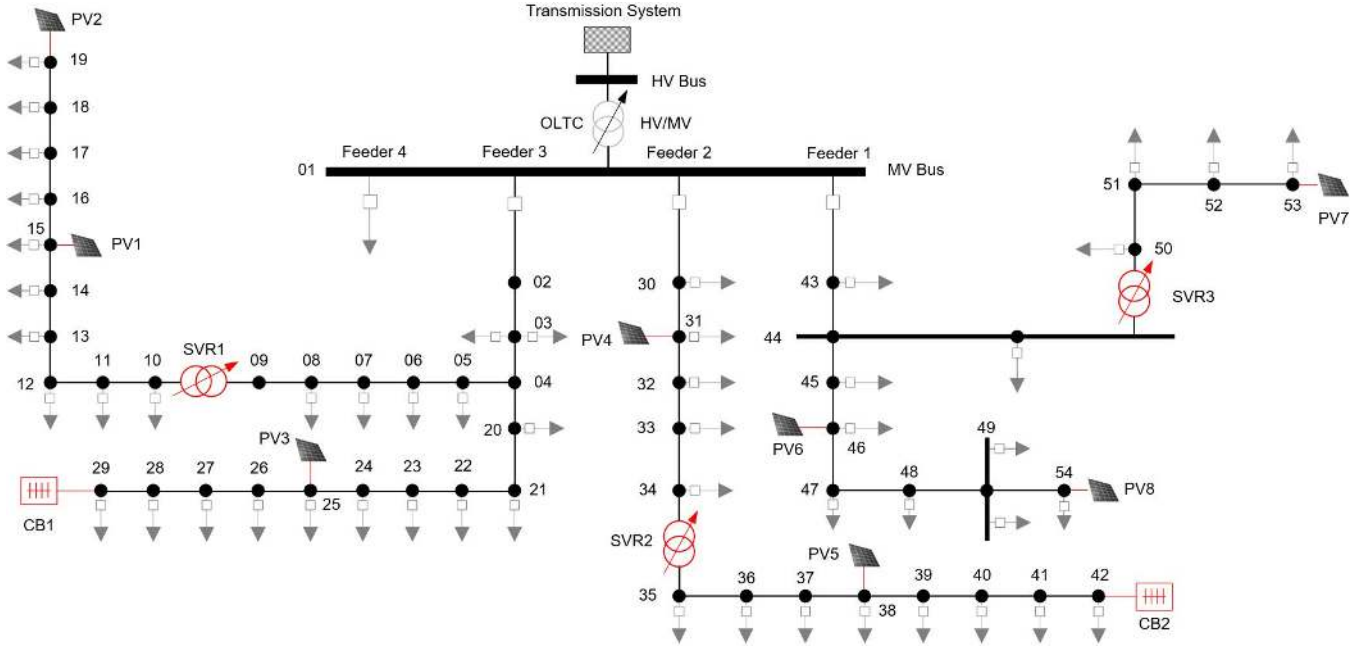 Transmission System
PV2
19
HV Bus
18
OLTC HV/MV
17
Feeder 4 Feeder 3 Feeder 2 Feeder 1
01 MV Bus
51 52 53
PV7
16
15
PV1
50
14
02 30 43
SVR3
03 31
PV4
44
13
SVR1
12 11 10 09 08 07 06 05 04
32 45
20 33
PV6 46
49
PV3
29 28 27 26 25 24 23 22 21
34
47 48 54
PV8
CB1
SVR2
PV5
35 36 37 38 39 40 41 42
CB2